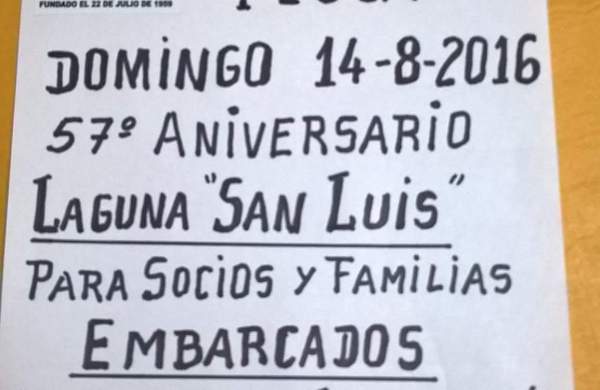 FUNDADO EL 22 DE JULIO DE 1959
DOMINGO 14-8-2016
57º ANIVERSARIO
LAGUNA "SAN LUIS"
PARA SOCIOS Y FAMILIAS
EMBARCADOS